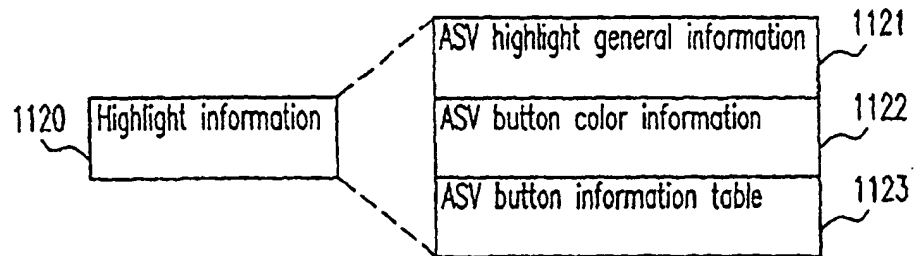 ASV highlight general information
1121
1120
Highlight information
ASV button color information
1122
ASV button information table
1123